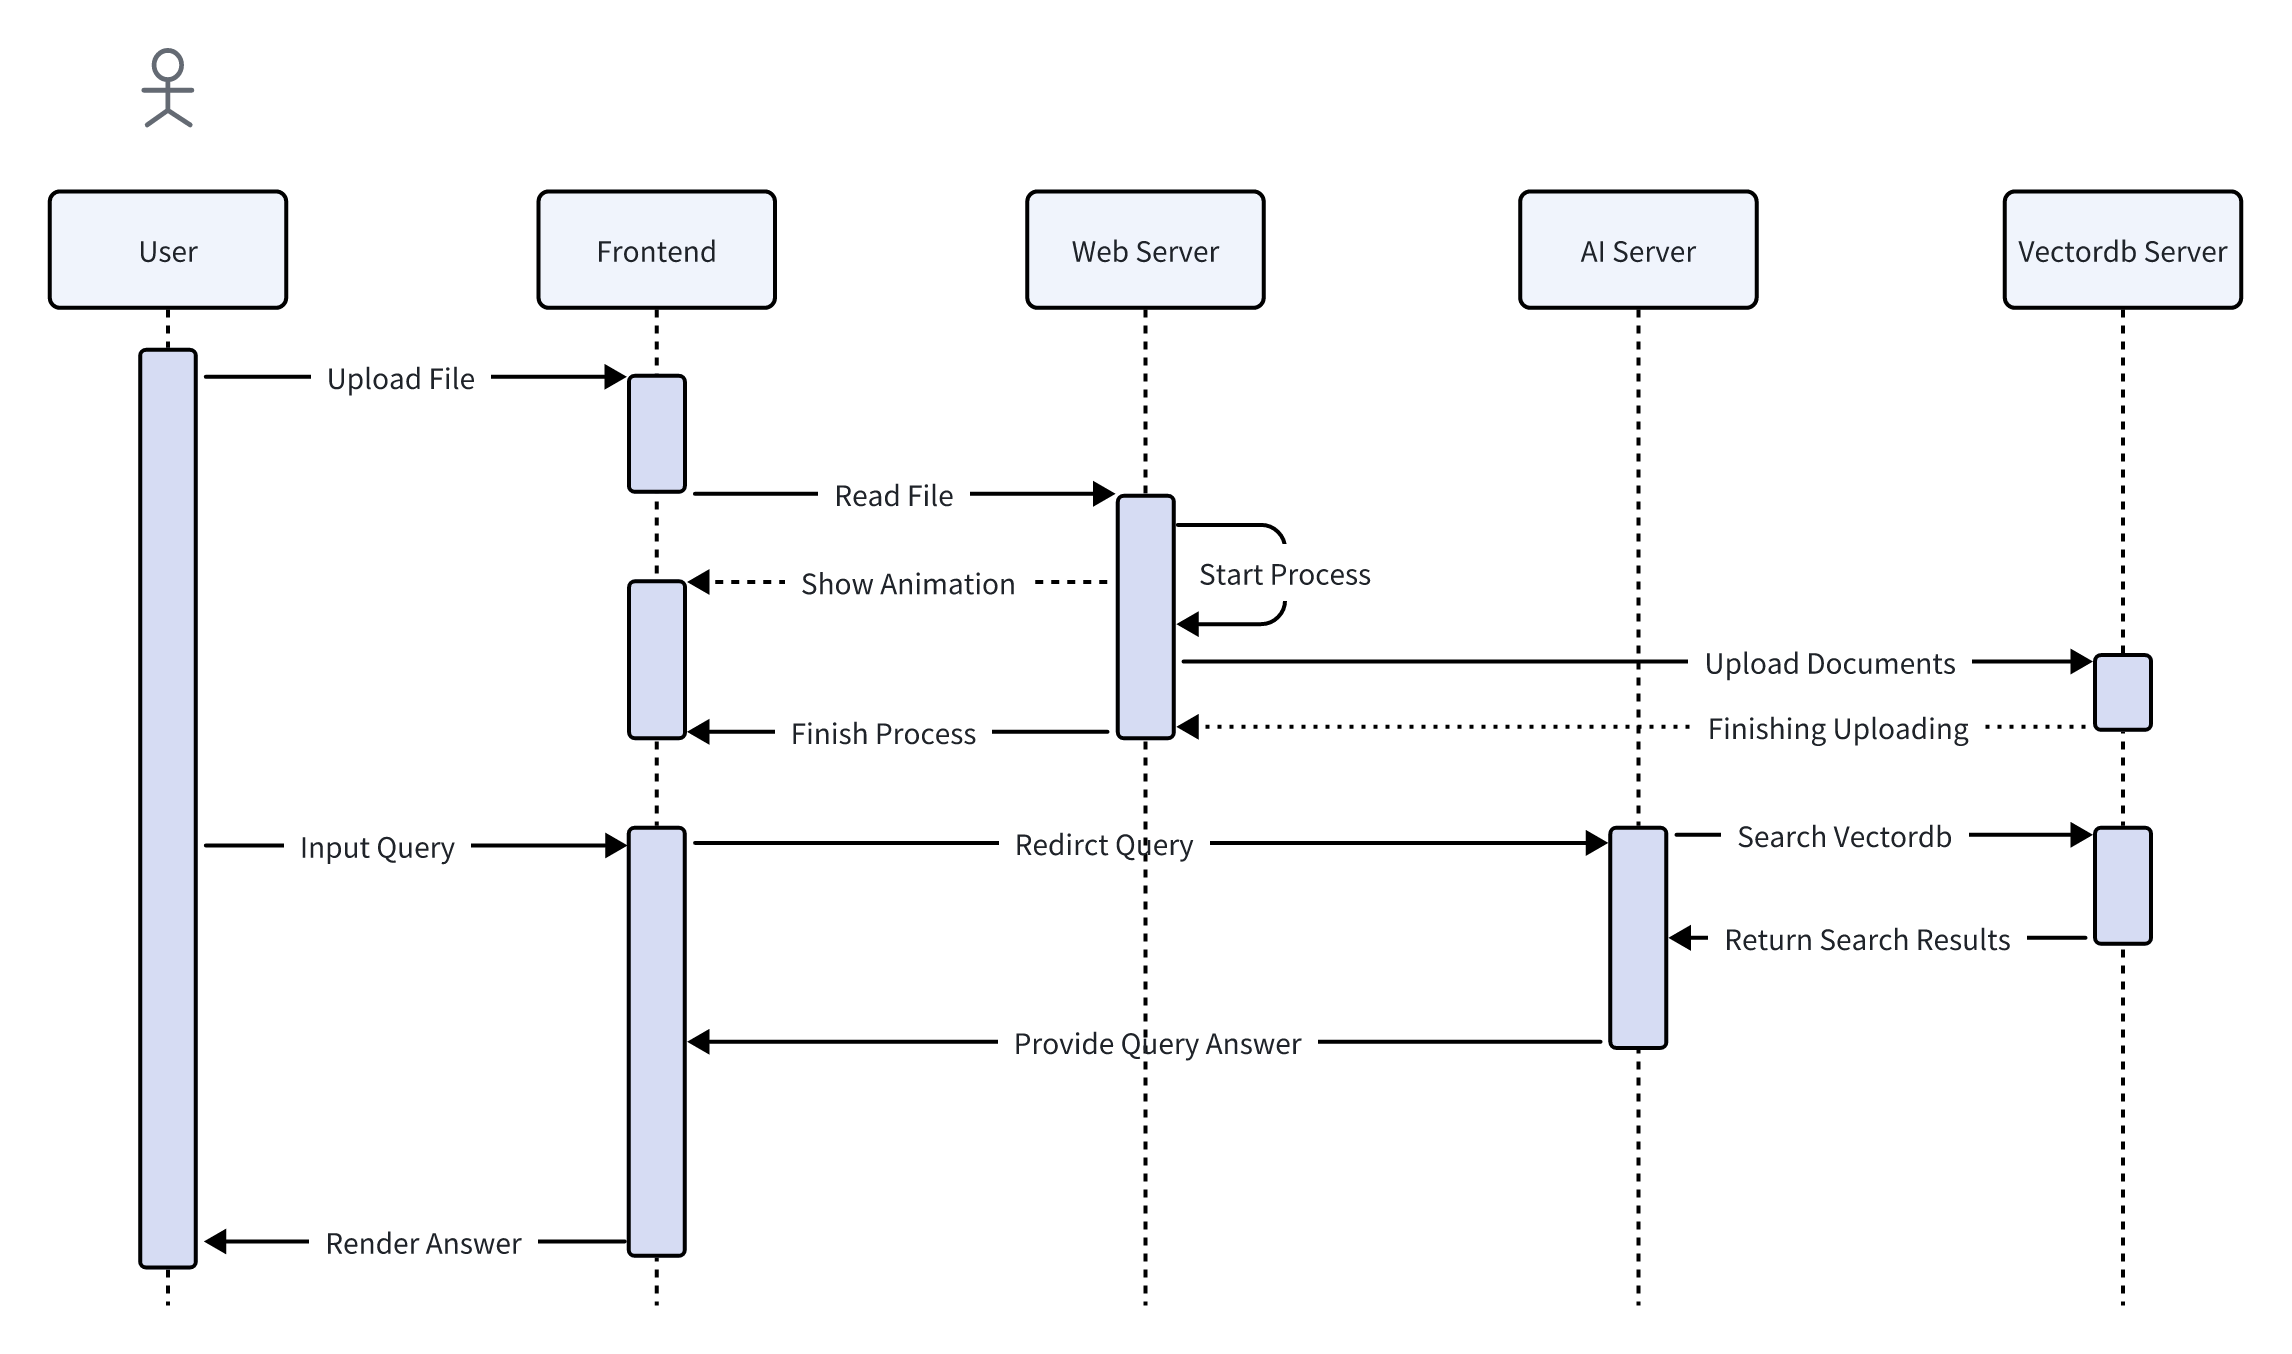 User
Frontend
Web Server
AI Server
Vectordb Server
Upload File
Read File
Start Process
Show Animation
Upload Documents
Finishing Uploading
Finish Process
Input Query
Redirct Query
Search Vectordb
Return Search Results
Provide Query Answer
Render Answer